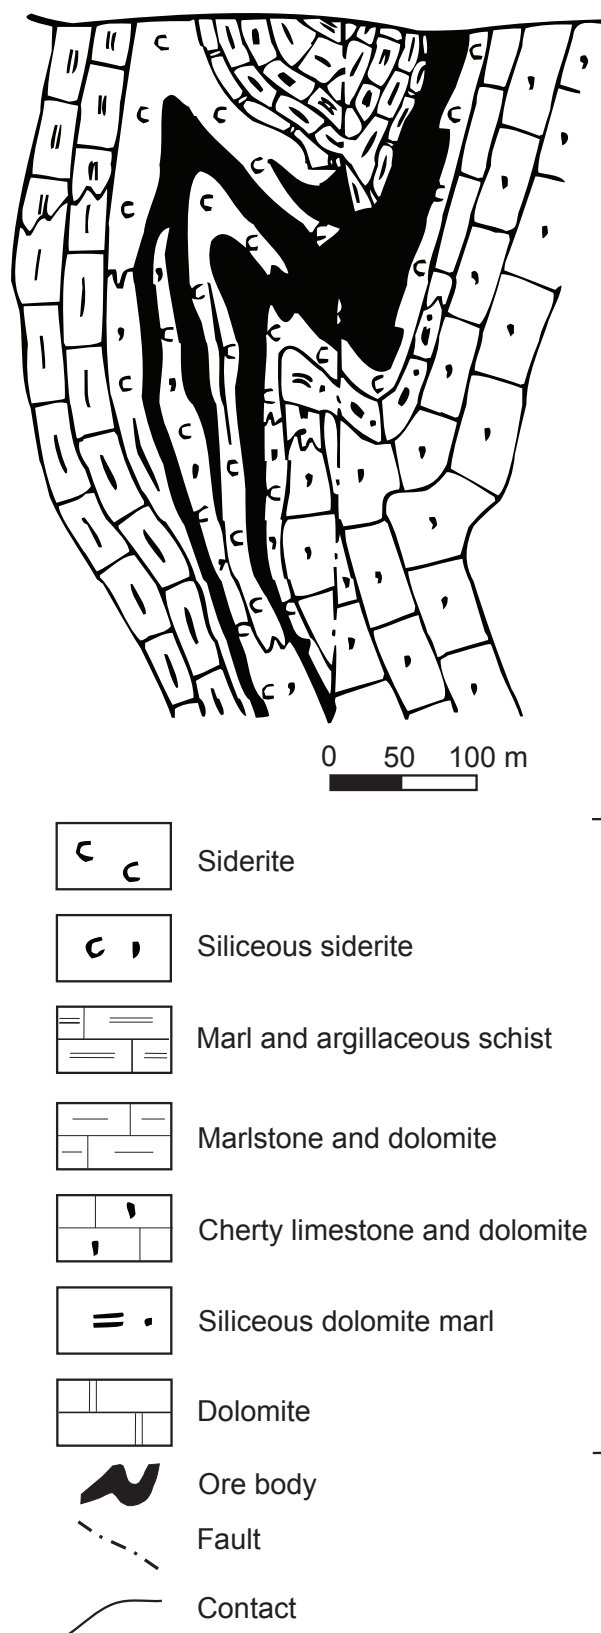 0 50 100 m
Siderite
Siliceous siderite
Marl and argillaceous schist
Marlstone and dolomite
Cherty limestone and dolomite
Siliceous dolomite marl
Dolomite
Ore body
Fault
Contact